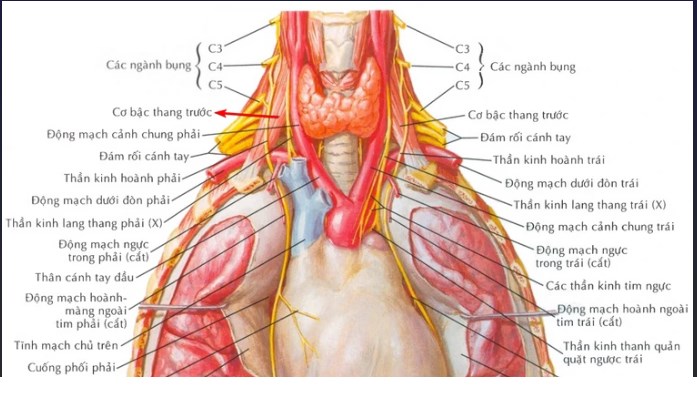 C3
C4
C5
Các ngành bụng
Cơ bậc thang trước
Động mạch cảnh chung phải
Đám rối cánh tay
Thần kinh hoành phải
Động mạch dưới đòn phải
Thần kinh lang thang phải (X)
Động mạch ngực
trong phải (cắt)
Thân cánh tay đầu
Động mạch hoành-
màng ngoài
tim phải (cắt)
Tĩnh mạch chủ trên
Cuống phổi phải
C3
C4
C5
Các ngành bụng
Cơ bậc thang trước
Đám rối cánh tay
Thần kinh hoành trái
Động mạch dưới đòn trái
Thần kinh lang thang trái (X)
Động mạch cảnh chung trái
Động mạch ngực
trong trái (cắt)
Các thần kinh tim ngực
Động mạch hoành ngoài
tim trái (cắt)
Thần kinh thanh quản
quặt ngược trái